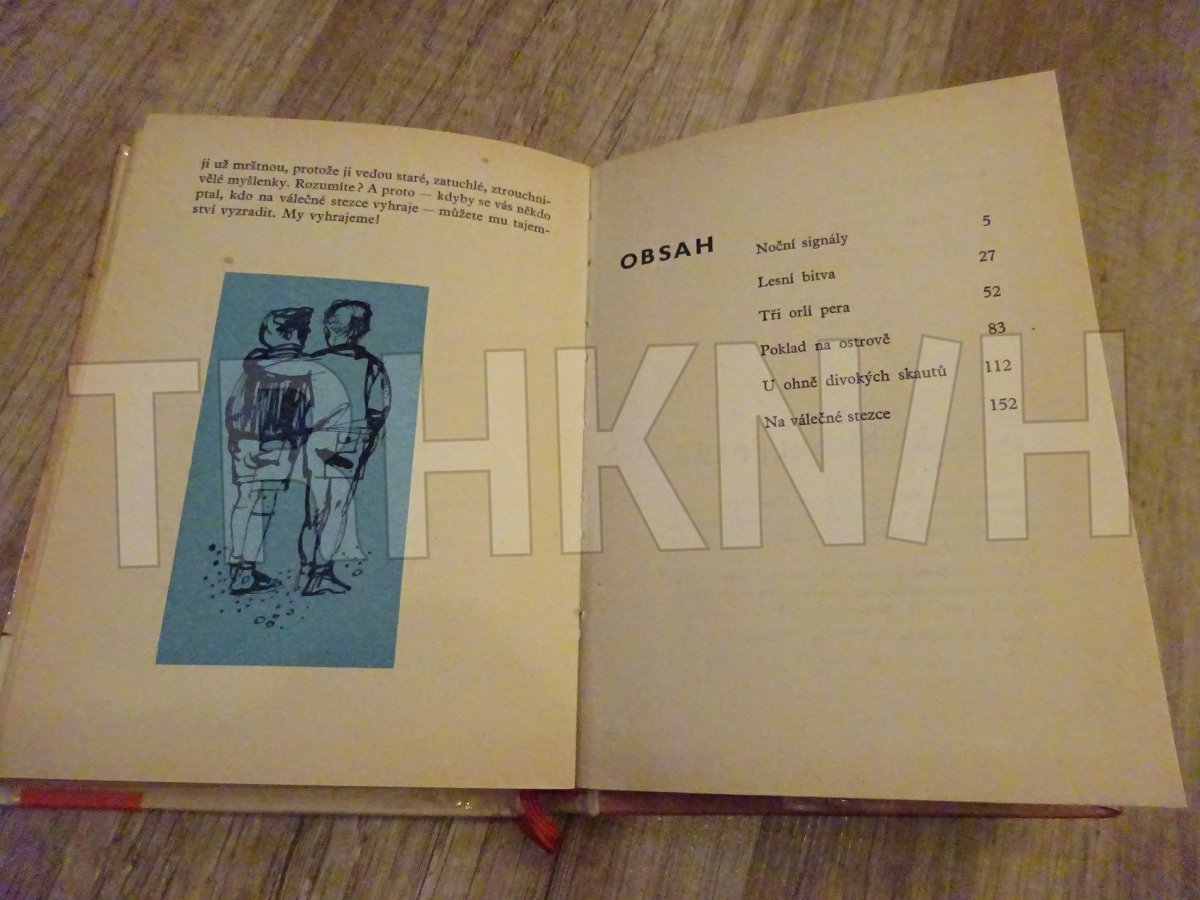 ji už mrštnou, protože ji vedou staré, zatuchlé, ztrouchni-
vělé myšlenky. Rozumíte? A proto — kdyby se vás někdo
ptal, kdo na válečné stezce vyhraje — můžete mu tajem-
ství vyzradit. My vyhrajeme!
OBSAH
Noční signály 5
Lesní bitva 27
Tři orlí pera 52
Poklad na ostrově 83
U ohně divokých skautů 112
Na válečné stezce 152
TRHKN/H